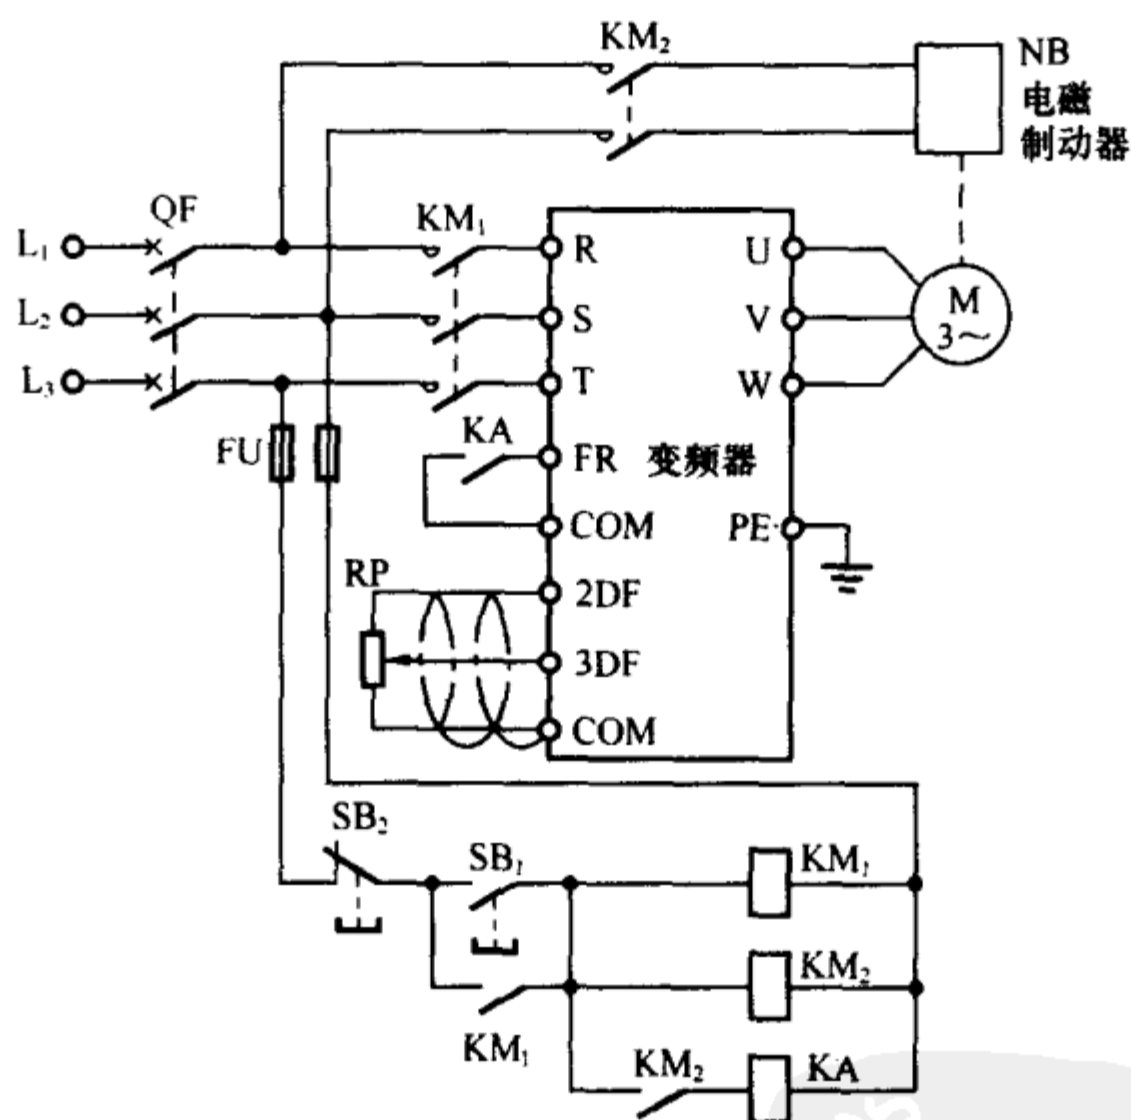 KM₂
NB
电磁
制动器
QF
KM₁
L₁
R
U
L₂
S
V
M
3~
L₃
T
W
FU
KA
FR
变频器
COM
PE
RP
2DF
3DF
COM
SB₂
SB₁
KM₁
KM₂
KM₁
KM₂
KA